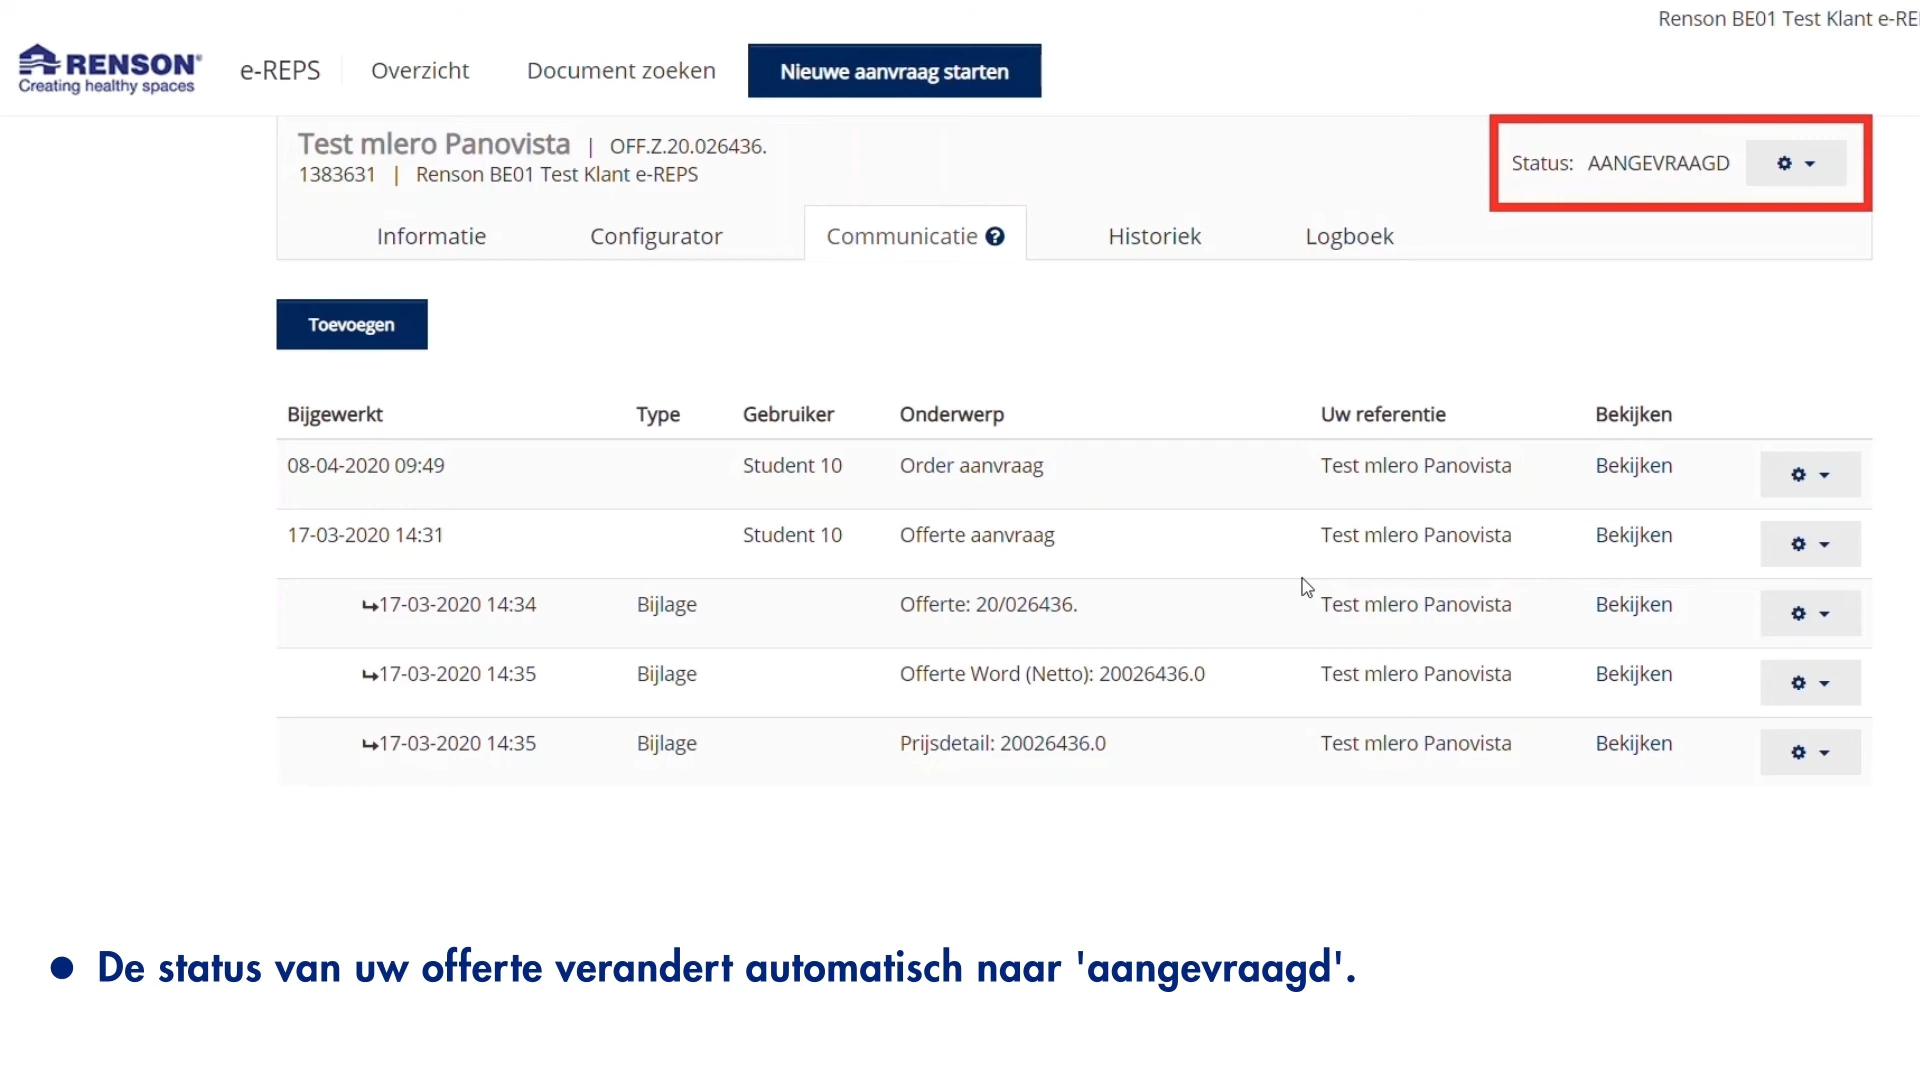 Renson BE01 Test Klant e-RE
RENSON
Creating healthy spaces
e-REPS
Overzicht
Document zoeken
Nieuwe aanvraag starten
Test mlero Panovista | OFF.Z.20.026436.
1383631 | Renson BE01 Test Klant e-REPS
Status: AANGEVRAAGD
Informatie
Configurator
Communicatie ?
Historiek
Logboek
Toevoegen
Bijgewerkt Type Gebruiker Onderwerp Uw referentie Bekijken
08-04-2020 09:49 Student 10 Order aanvraag Test mlero Panovista Bekijken
17-03-2020 14:31 Student 10 Offerte aanvraag Test mlero Panovista Bekijken
17-03-2020 14:34 Bijlage Offerte: 20/026436. Test mlero Panovista Bekijken
17-03-2020 14:35 Bijlage Offerte Word (Netto): 20026436.0 Test mlero Panovista Bekijken
17-03-2020 14:35 Bijlage Prijsdetail: 20026436.0 Test mlero Panovista Bekijken
● De status van uw offerte verandert automatisch naar 'aangevraagd'.